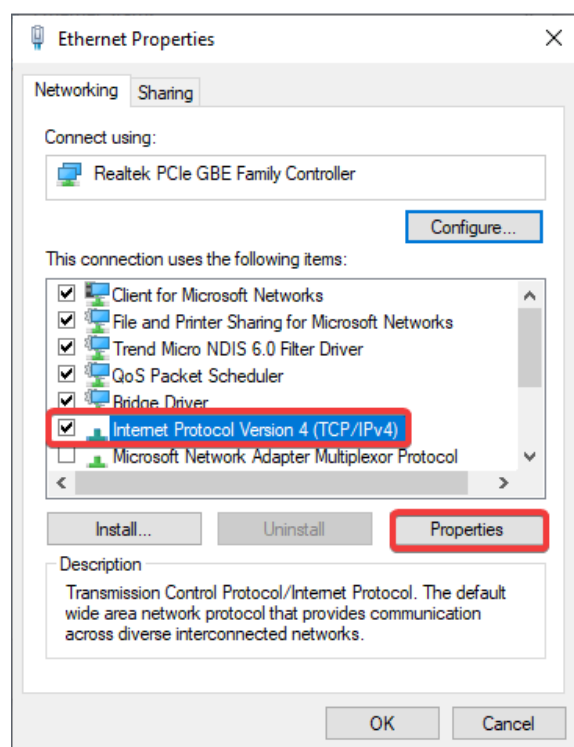 Ethernet Properties
Networking
Sharing
Connect using:
Realtek PCIe GBE Family Controller
Configure...
This connection uses the following items:
Client for Microsoft Networks
File and Printer Sharing for Microsoft Networks
Trend Micro NDIS 6.0 Filter Driver
QoS Packet Scheduler
Bridge Driver
Internet Protocol Version 4 (TCP/IPv4)
Microsoft Network Adapter Multiplexor Protocol
Install...
Uninstall
Properties
Description
Transmission Control Protocol/Internet Protocol. The default
wide area network protocol that provides communication
across diverse interconnected networks.
OK
Cancel